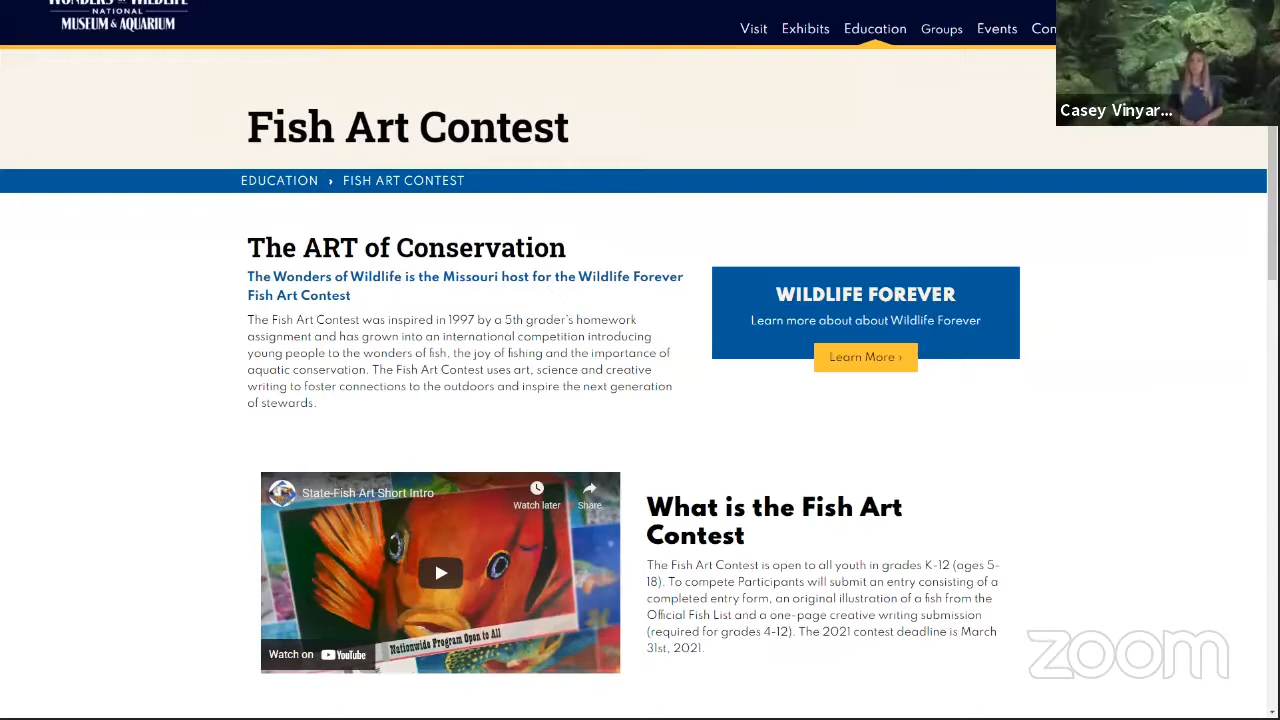 WONDERS OF WILDLIFE
NATIONAL
MUSEUM & AQUARIUM
Visit Exhibits Education Groups Events Con
Casey Vinyar...
Fish Art Contest
EDUCATION › FISH ART CONTEST
The ART of Conservation
The Wonders of Wildlife is the Missouri host for the Wildlife Forever
Fish Art Contest
The Fish Art Contest was inspired in 1997 by a 5th grader's homework
assignment and has grown into an international competition introducing
young people to the wonders of fish, the joy of fishing and the importance of
aquatic conservation. The Fish Art Contest uses art, science and creative
writing to foster connections to the outdoors and inspire the next generation
of stewards.
WILDLIFE FOREVER
Learn more about about Wildlife Forever
Learn More ›
State-Fish Art Short Intro
Watch later
Share
Nationwide Program Open to All
Watch on YouTube
What is the Fish Art
Contest
The Fish Art Contest is open to all youth in grades K-12 (ages 5-
18). To compete Participants will submit an entry consisting of a
completed entry form, an original illustration of a fish from the
Official Fish List and a one-page creative writing submission
(required for grades 4-12). The 2021 contest deadline is March
31st, 2021.
zoom